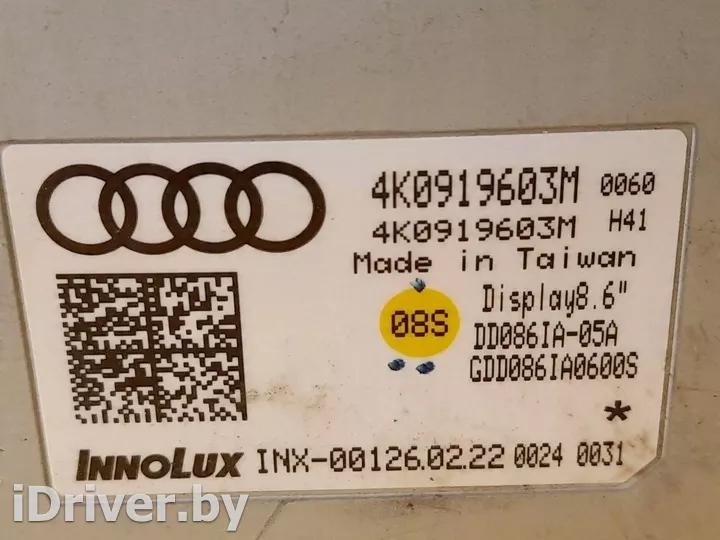 4K0919603M 0060
4K0919603M H41
Made in Taiwan
08S
Display8.6"
DD086IA-05A
GDD086IA0600S
*
INNOLUX INX-00126.02.22 0024 0031
iDriver.by